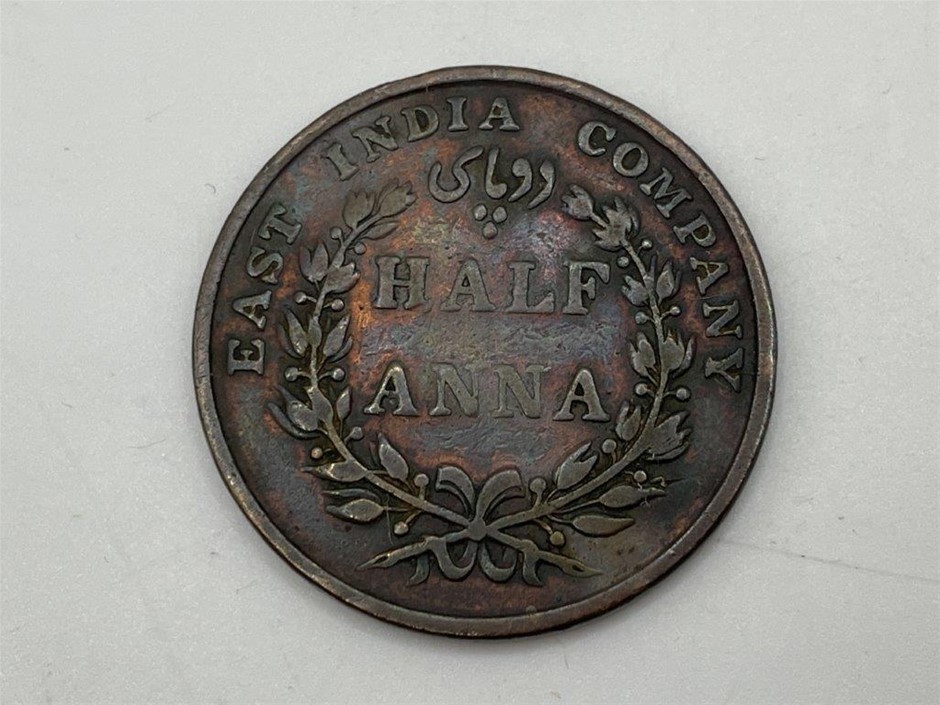 EAST INDIA COMPANY
دو پای
HALF
ANNA